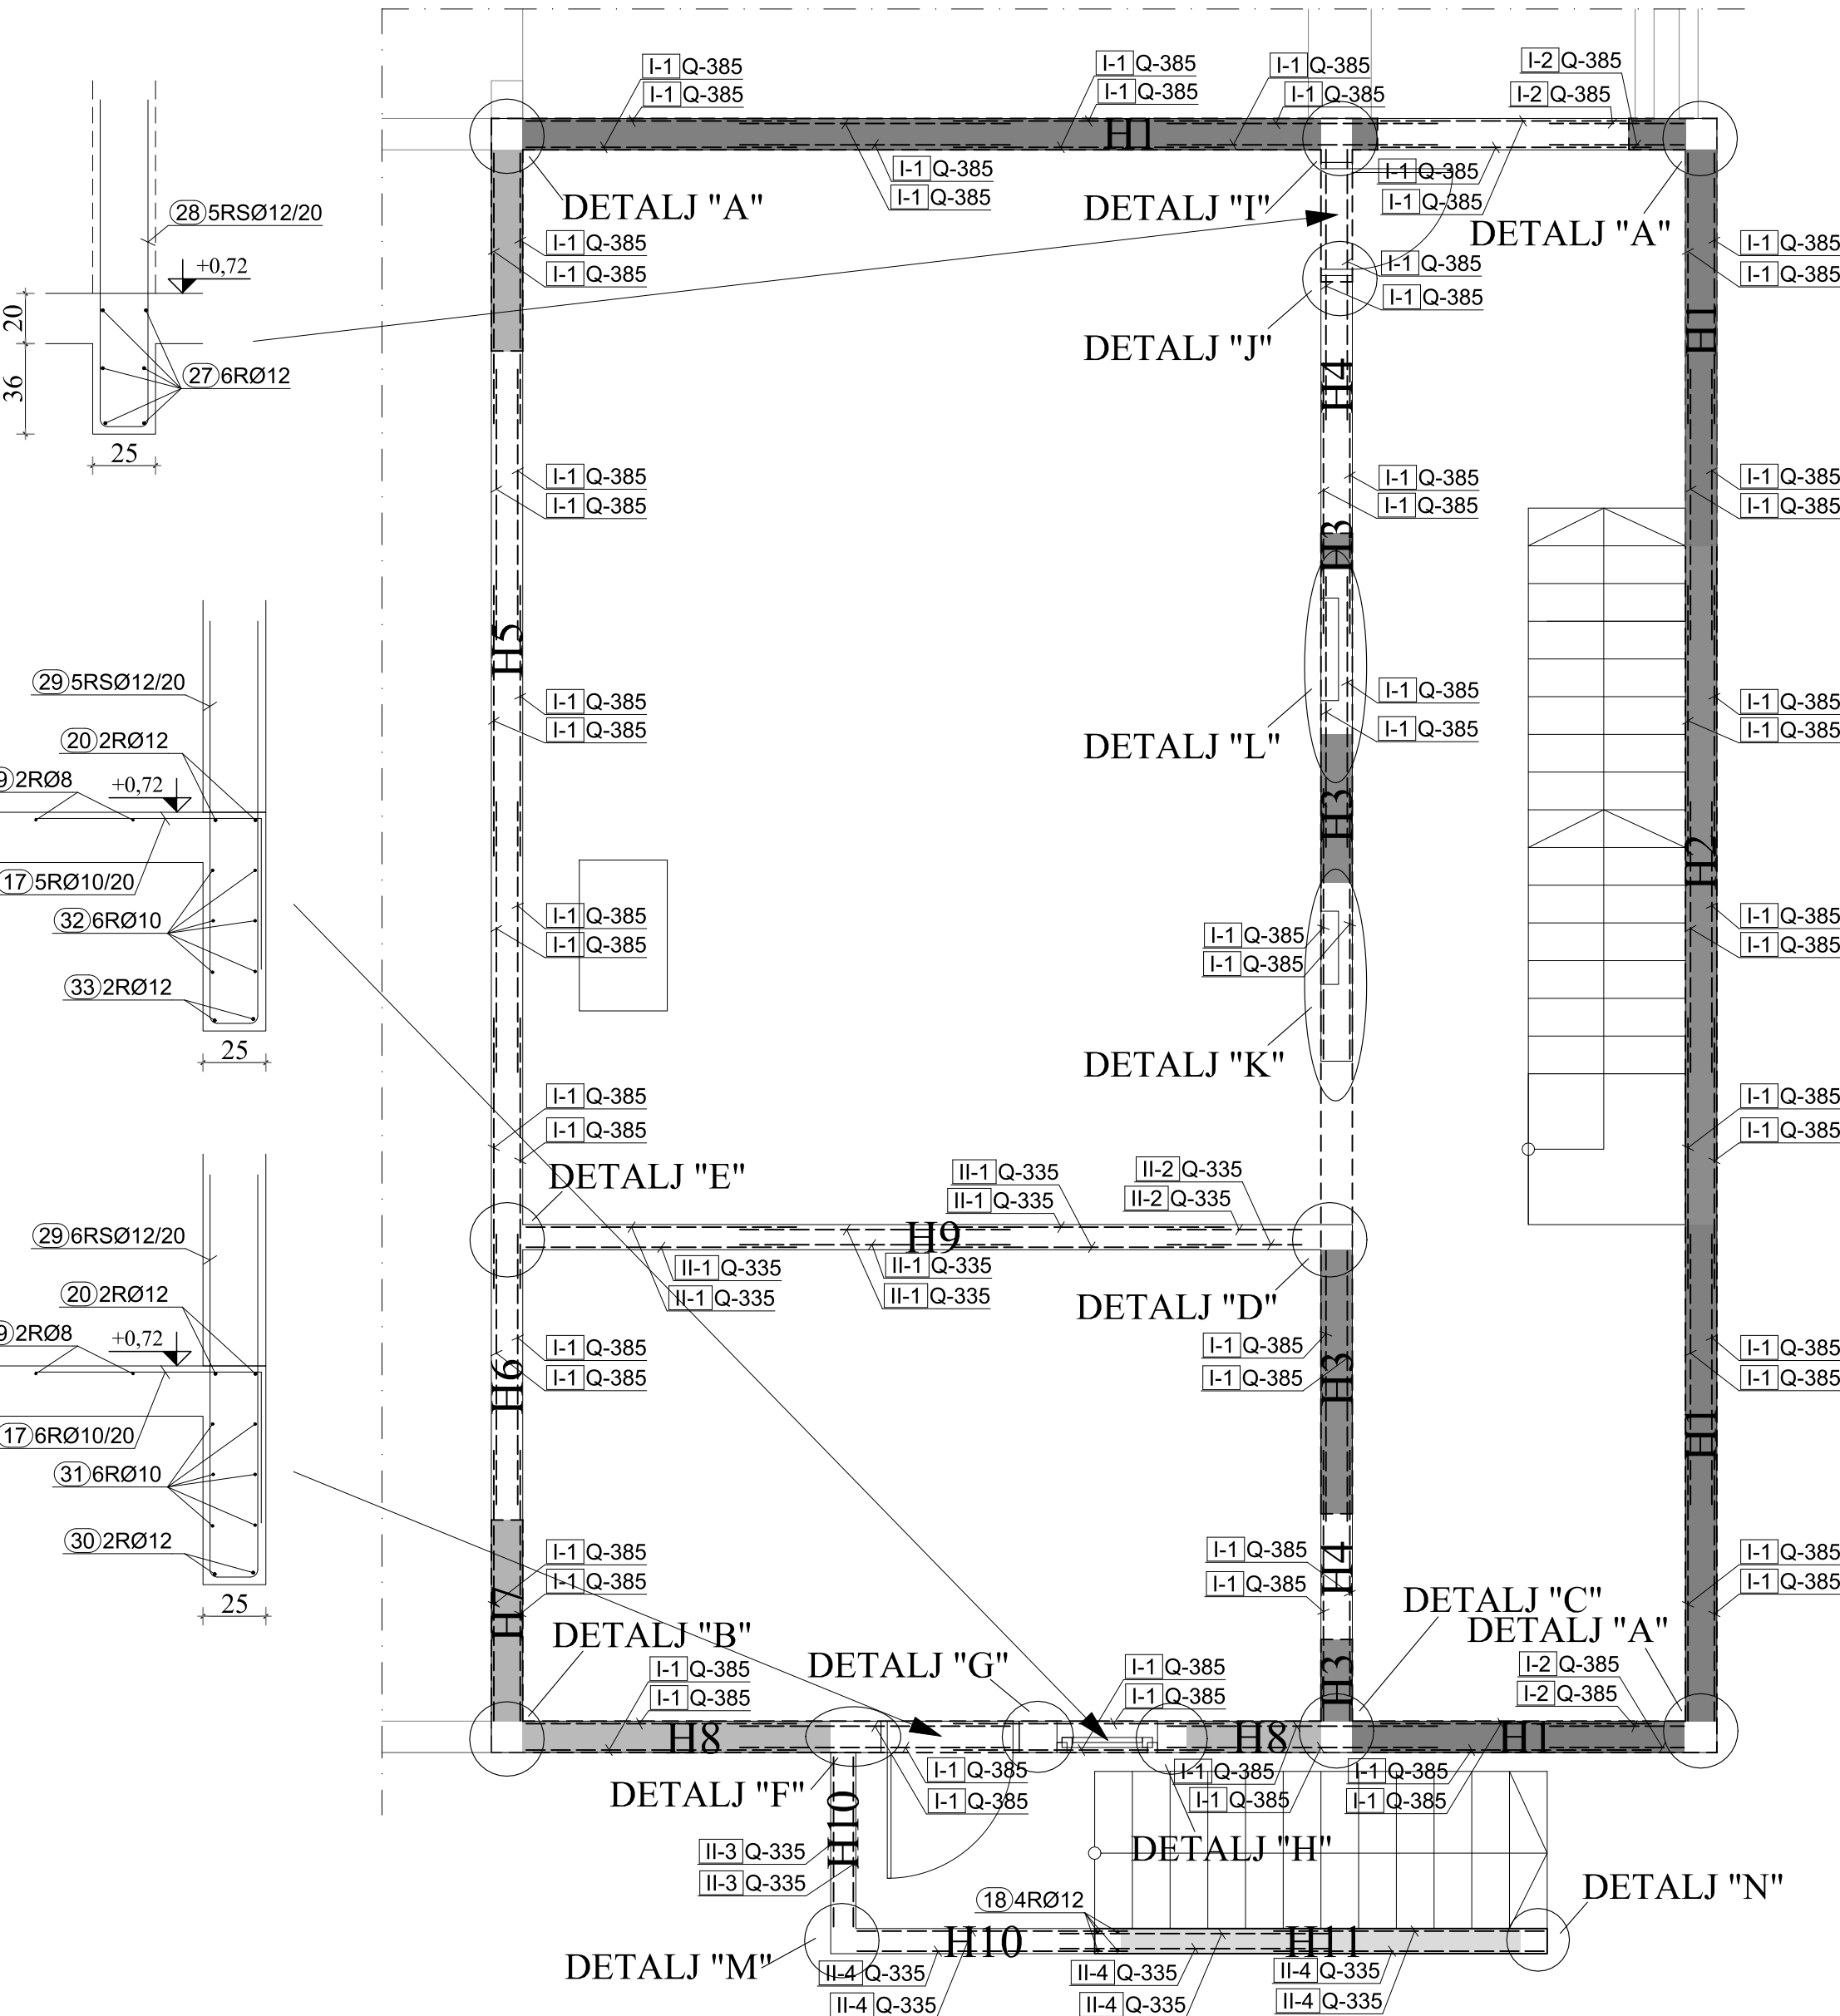 I-1 Q-385
I-1 Q-385
I-1 Q-385
I-1 Q-385
I-1 Q-385
I-1 Q-385
I-2 Q-385
I-2 Q-385
H1
I-1 Q-385
I-1 Q-385
I-1 Q-385
I-1 Q-385
DETALJ "A"
DETALJ "I"
DETALJ "A"
28 5RSØ12/20
+0,72
20
36
27 6RØ12
25
I-1 Q-385
I-1 Q-385
I-1 Q-385
I-1 Q-385
I-1 Q-385
I-1 Q-385
DETALJ "J"
H1
H4
I-1 Q-385
I-1 Q-385
I-1 Q-385
I-1 Q-385
I-1 Q-385
I-1 Q-385
H3
H5
29 5RSØ12/20
20 2RØ12
9 2RØ8
+0,72
17 5RØ10/20
32 6RØ10
33 2RØ12
25
I-1 Q-385
I-1 Q-385
I-1 Q-385
I-1 Q-385
I-1 Q-385
I-1 Q-385
DETALJ "L"
H3
H2
I-1 Q-385
I-1 Q-385
I-1 Q-385
I-1 Q-385
I-1 Q-385
I-1 Q-385
DETALJ "K"
I-1 Q-385
I-1 Q-385
I-1 Q-385
I-1 Q-385
DETALJ "E"
II-1 Q-335
II-1 Q-335
II-2 Q-335
II-2 Q-335
H9
II-1 Q-335
II-1 Q-335
II-1 Q-335
II-1 Q-335
DETALJ "D"
29 6RSØ12/20
20 2RØ12
9 2RØ8
+0,72
17 6RØ10/20
31 6RØ10
30 2RØ12
25
I-1 Q-385
I-1 Q-385
I-1 Q-385
I-1 Q-385
I-1 Q-385
I-1 Q-385
H6
H3
H1
I-1 Q-385
I-1 Q-385
I-1 Q-385
I-1 Q-385
I-1 Q-385
I-1 Q-385
H7
H4
DETALJ "B"
DETALJ "G"
DETALJ "C"
DETALJ "A"
I-1 Q-385
I-1 Q-385
I-1 Q-385
I-1 Q-385
I-2 Q-385
I-2 Q-385
H3
H8
H8
H1
I-1 Q-385
I-1 Q-385
I-1 Q-385
I-1 Q-385
I-1 Q-385
I-1 Q-385
DETALJ "F"
H10
DETALJ "H"
II-3 Q-335
II-3 Q-335
18 4RØ12
DETALJ "N"
H10
H11
DETALJ "M"
II-4 Q-335
II-4 Q-335
II-4 Q-335
II-4 Q-335
II-4 Q-335
II-4 Q-335